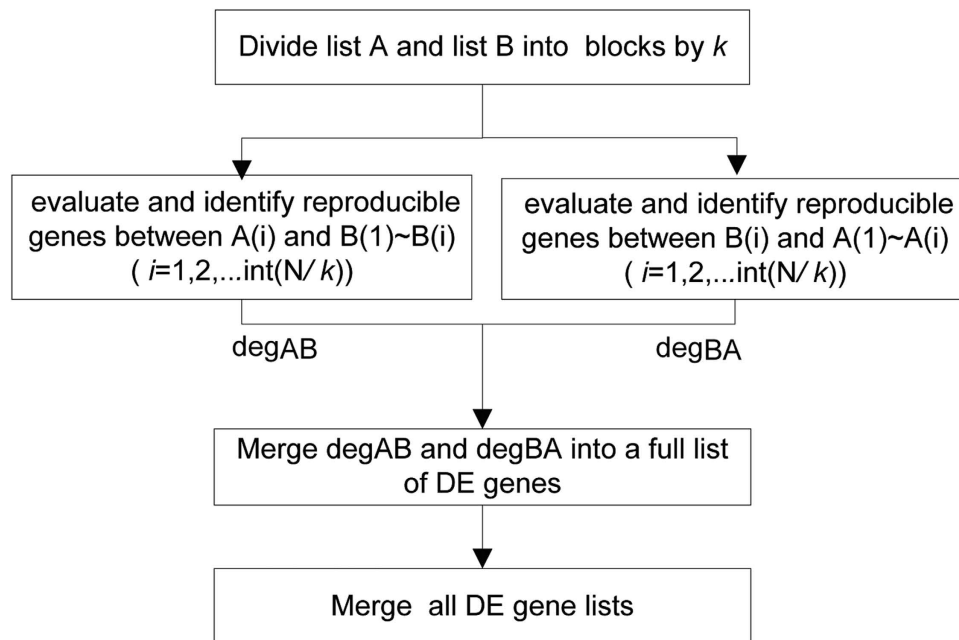 Divide list A and list B into blocks by k
evaluate and identify reproducible
genes between A(i) and B(1)~B(i)
( i=1,2,...int(N/ k))
evaluate and identify reproducible
genes between B(i) and A(1)~A(i)
( i=1,2,...int(N/ k))
degAB
degBA
Merge degAB and degBA into a full list
of DE genes
Merge all DE gene lists